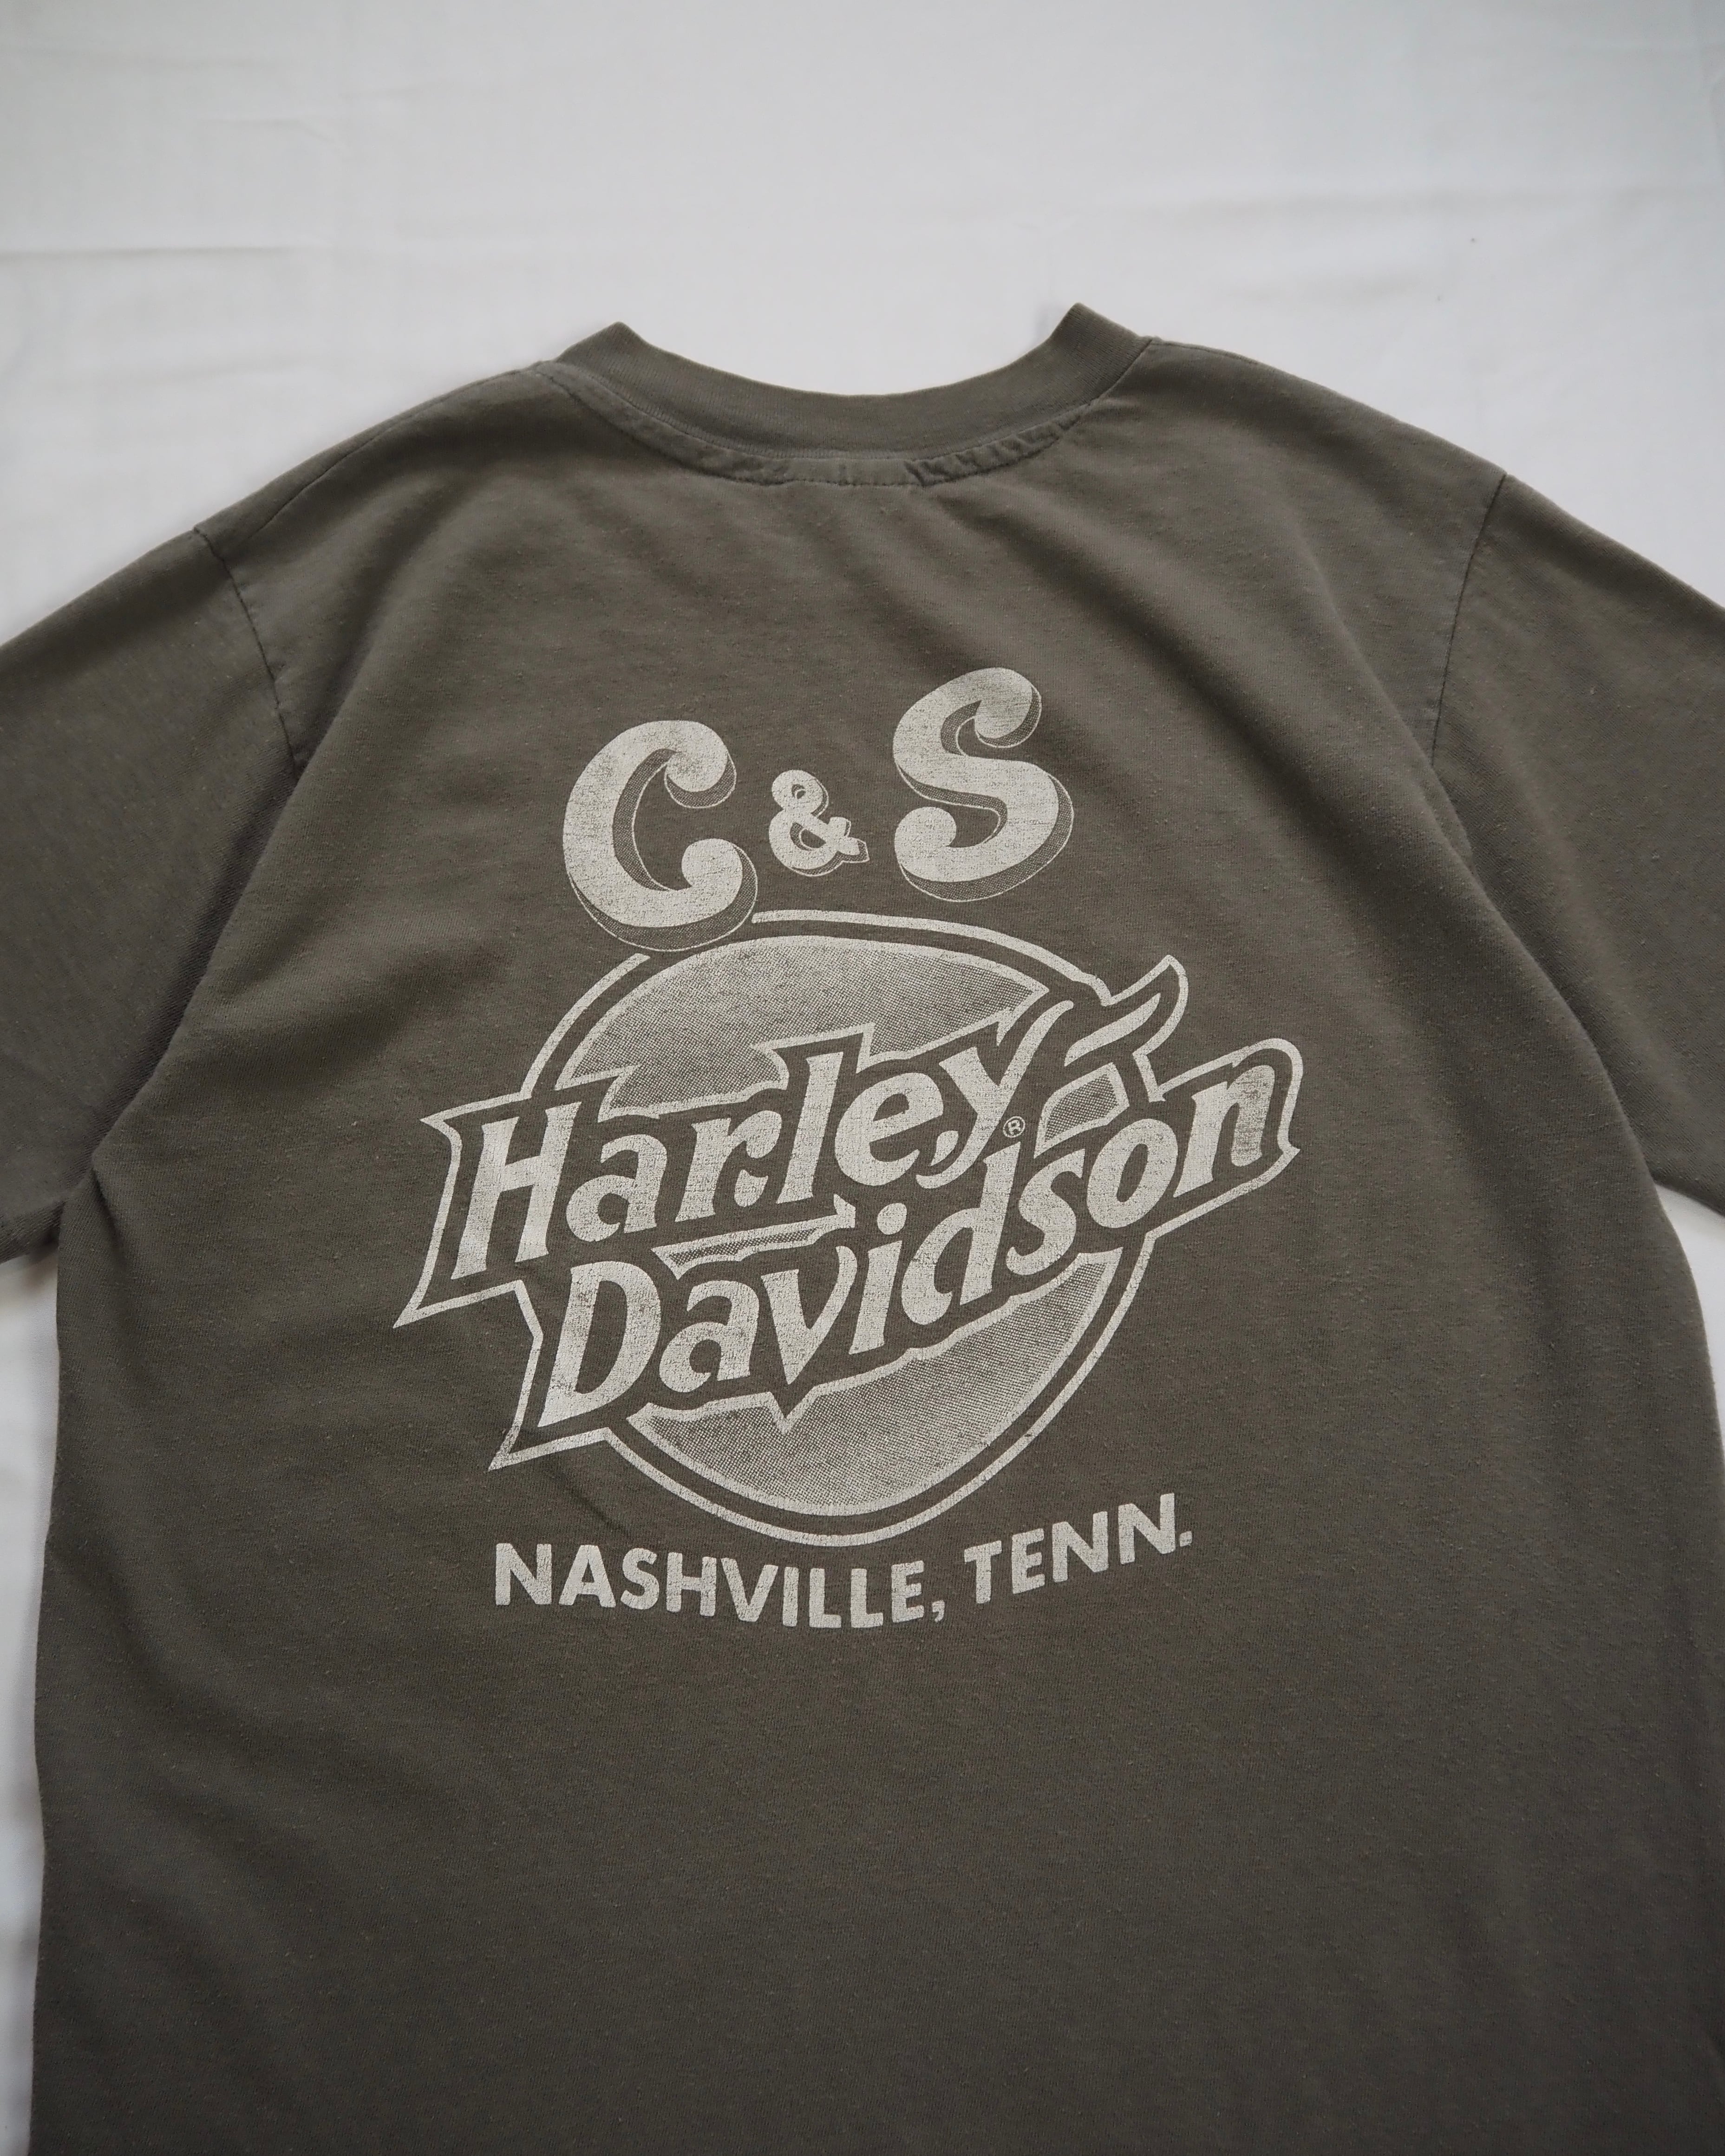 C & S
Harley®
Davidson
NASHVILLE, TENN.